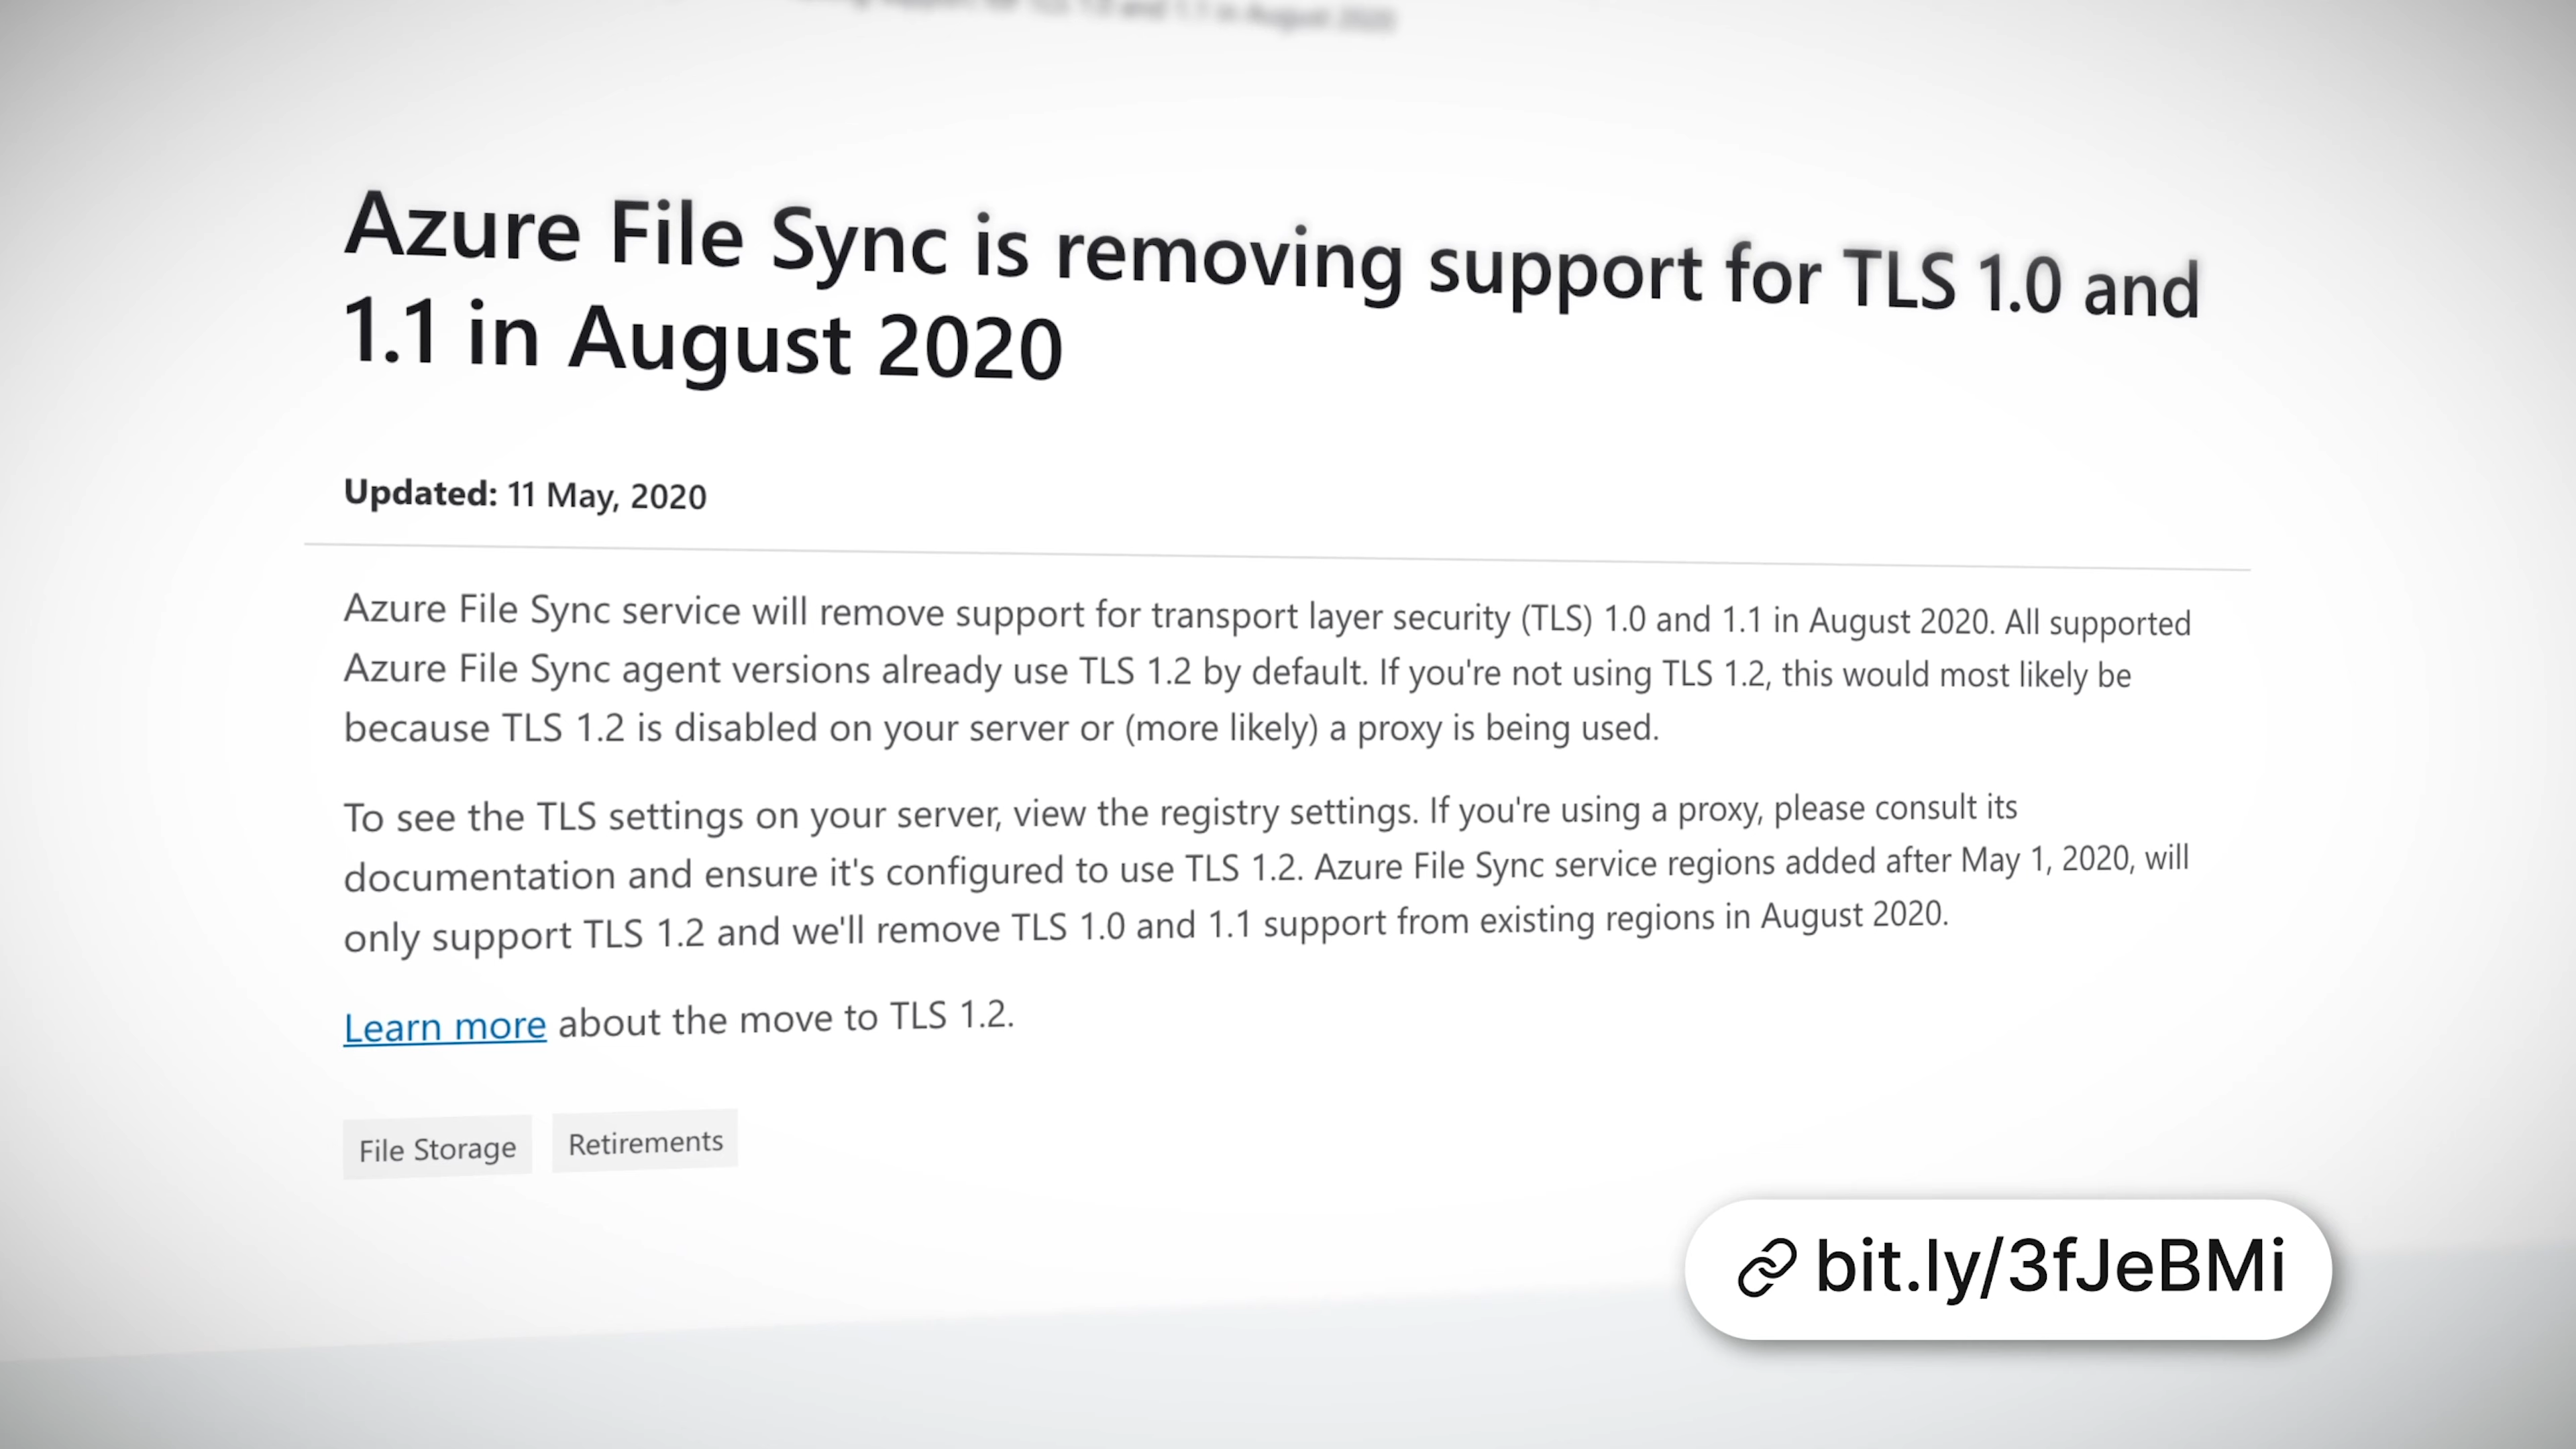 Azure File Sync is removing support for TLS 1.0 and
1.1 in August 2020
Updated: 11 May, 2020
Azure File Sync service will remove support for transport layer security (TLS) 1.0 and 1.1 in August 2020. All supported
Azure File Sync agent versions already use TLS 1.2 by default. If you're not using TLS 1.2, this would most likely be
because TLS 1.2 is disabled on your server or (more likely) a proxy is being used.
To see the TLS settings on your server, view the registry settings. If you're using a proxy, please consult its
documentation and ensure it's configured to use TLS 1.2. Azure File Sync service regions added after May 1, 2020, will
only support TLS 1.2 and we'll remove TLS 1.0 and 1.1 support from existing regions in August 2020.
Learn more about the move to TLS 1.2.
File Storage Retirements
bit.ly/3fJeBMi